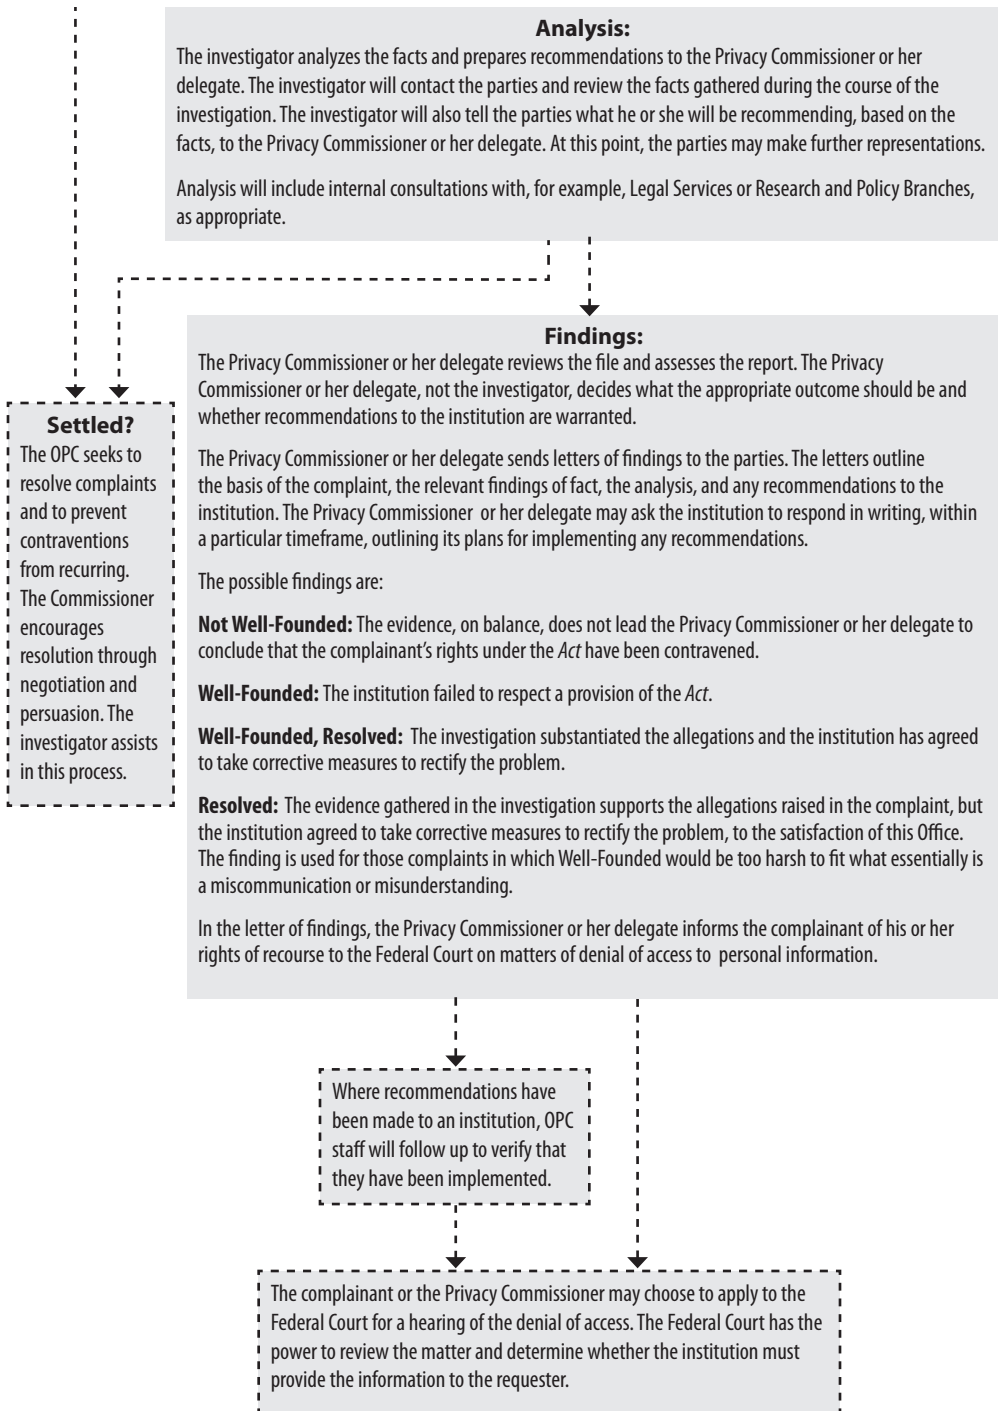 Analysis:
The investigator analyzes the facts and prepares recommendations to the Privacy Commissioner or her
delegate. The investigator will contact the parties and review the facts gathered during the course of the
investigation. The investigator will also tell the parties what he or she will be recommending, based on the
facts, to the Privacy Commissioner or her delegate. At this point, the parties may make further representations.
Analysis will include internal consultations with, for example, Legal Services or Research and Policy Branches,
as appropriate.
Settled?
The OPC seeks to
resolve complaints
and to prevent
contraventions
from recurring.
The Commissioner
encourages
resolution through
negotiation and
persuasion. The
investigator assists
in this process.
Findings:
The Privacy Commissioner or her delegate reviews the file and assesses the report. The Privacy
Commissioner or her delegate, not the investigator, decides what the appropriate outcome should be and
whether recommendations to the institution are warranted.
The Privacy Commissioner or her delegate sends letters of findings to the parties. The letters outline
the basis of the complaint, the relevant findings of fact, the analysis, and any recommendations to the
institution. The Privacy Commissioner or her delegate may ask the institution to respond in writing, within
a particular timeframe, outlining its plans for implementing any recommendations.
The possible findings are:
Not Well-Founded: The evidence, on balance, does not lead the Privacy Commissioner or her delegate to
conclude that the complainant's rights under the Act have been contravened.
Well-Founded: The institution failed to respect a provision of the Act.
Well-Founded, Resolved: The investigation substantiated the allegations and the institution has agreed
to take corrective measures to rectify the problem.
Resolved: The evidence gathered in the investigation supports the allegations raised in the complaint, but
the institution agreed to take corrective measures to rectify the problem, to the satisfaction of this Office.
The finding is used for those complaints in which Well-Founded would be too harsh to fit what essentially is
a miscommunication or misunderstanding.
In the letter of findings, the Privacy Commissioner or her delegate informs the complainant of his or her
rights of recourse to the Federal Court on matters of denial of access to personal information.
Where recommendations have
been made to an institution, OPC
staff will follow up to verify that
they have been implemented.
The complainant or the Privacy Commissioner may choose to apply to the
Federal Court for a hearing of the denial of access. The Federal Court has the
power to review the matter and determine whether the institution must
provide the information to the requester.